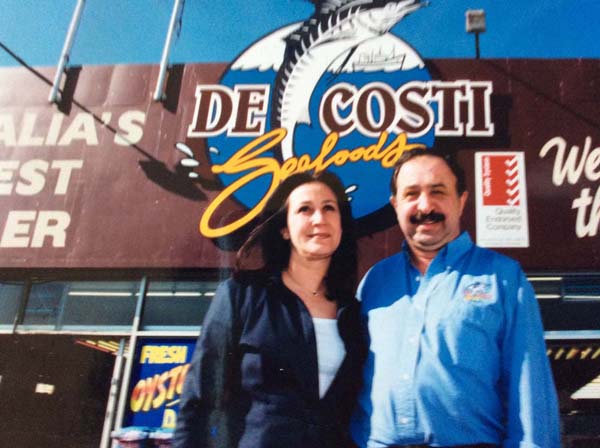 DE COSTI
Seafoods
ALIA'S
EST
ER
Quality
Endorsed
Company
We
th
FRESH
OYST
D